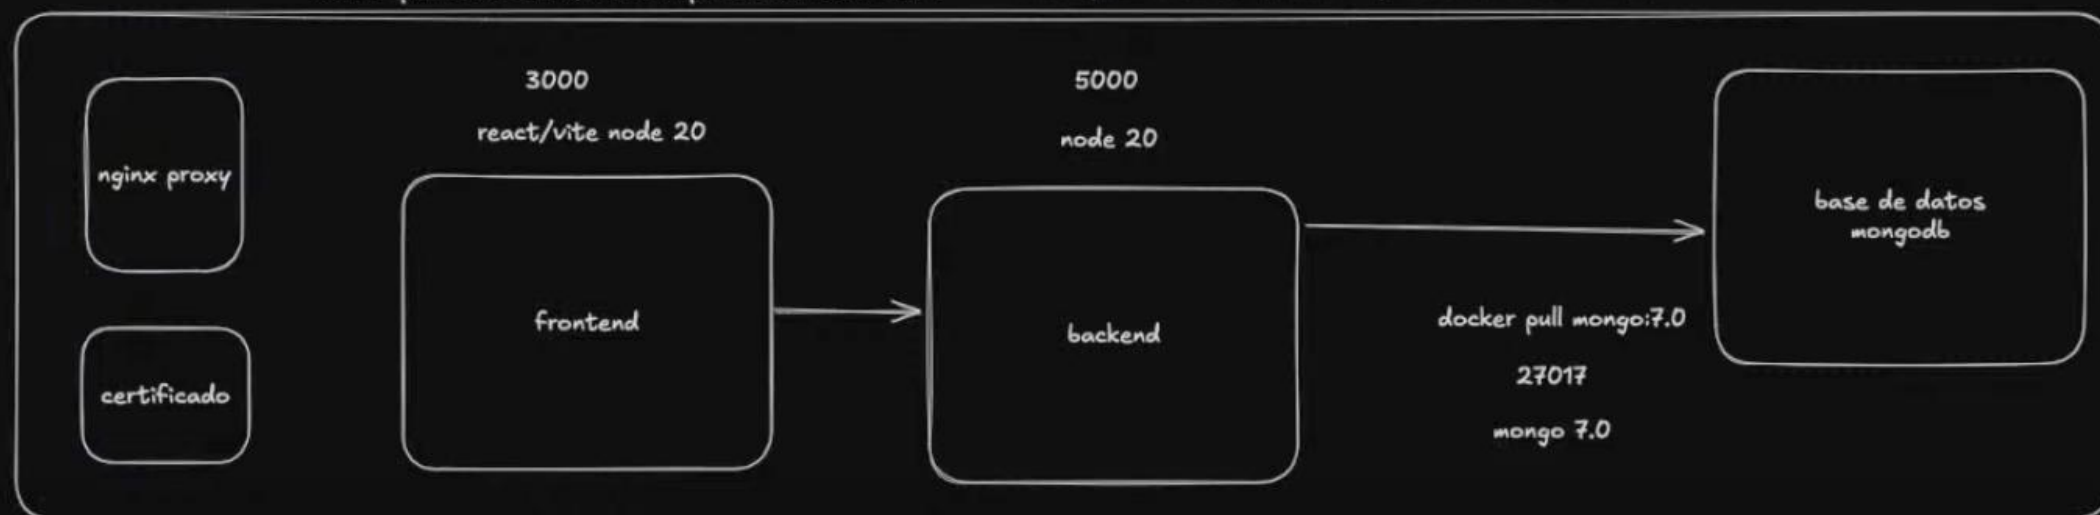 nginx proxy
certificado
3000
react/vite node 20
frontend
5000
node 20
backend
docker pull mongo:7.0
27017
mongo 7.0
base de datos
mongodb